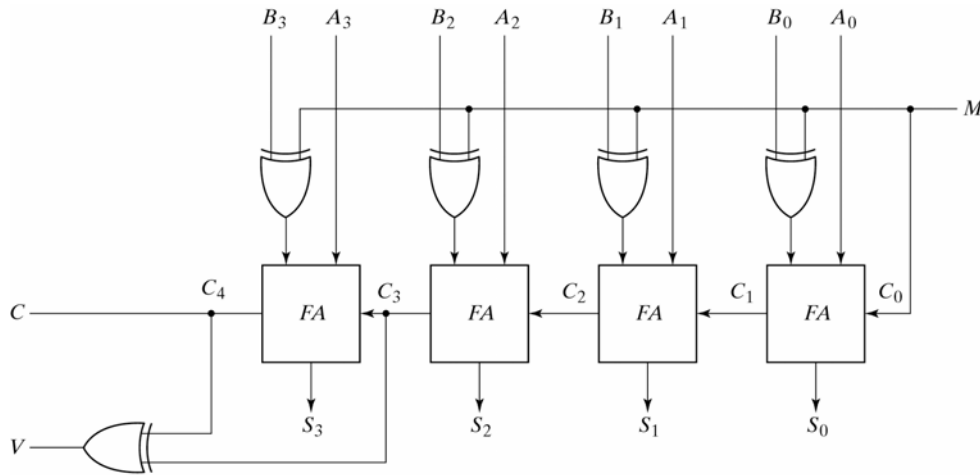 B₃ A₃ B₂ A₂ B₁ A₁ B₀ A₀
M
C₄ C₃ C₂ C₁ C₀
C FA FA FA FA
S₃ S₂ S₁ S₀
V